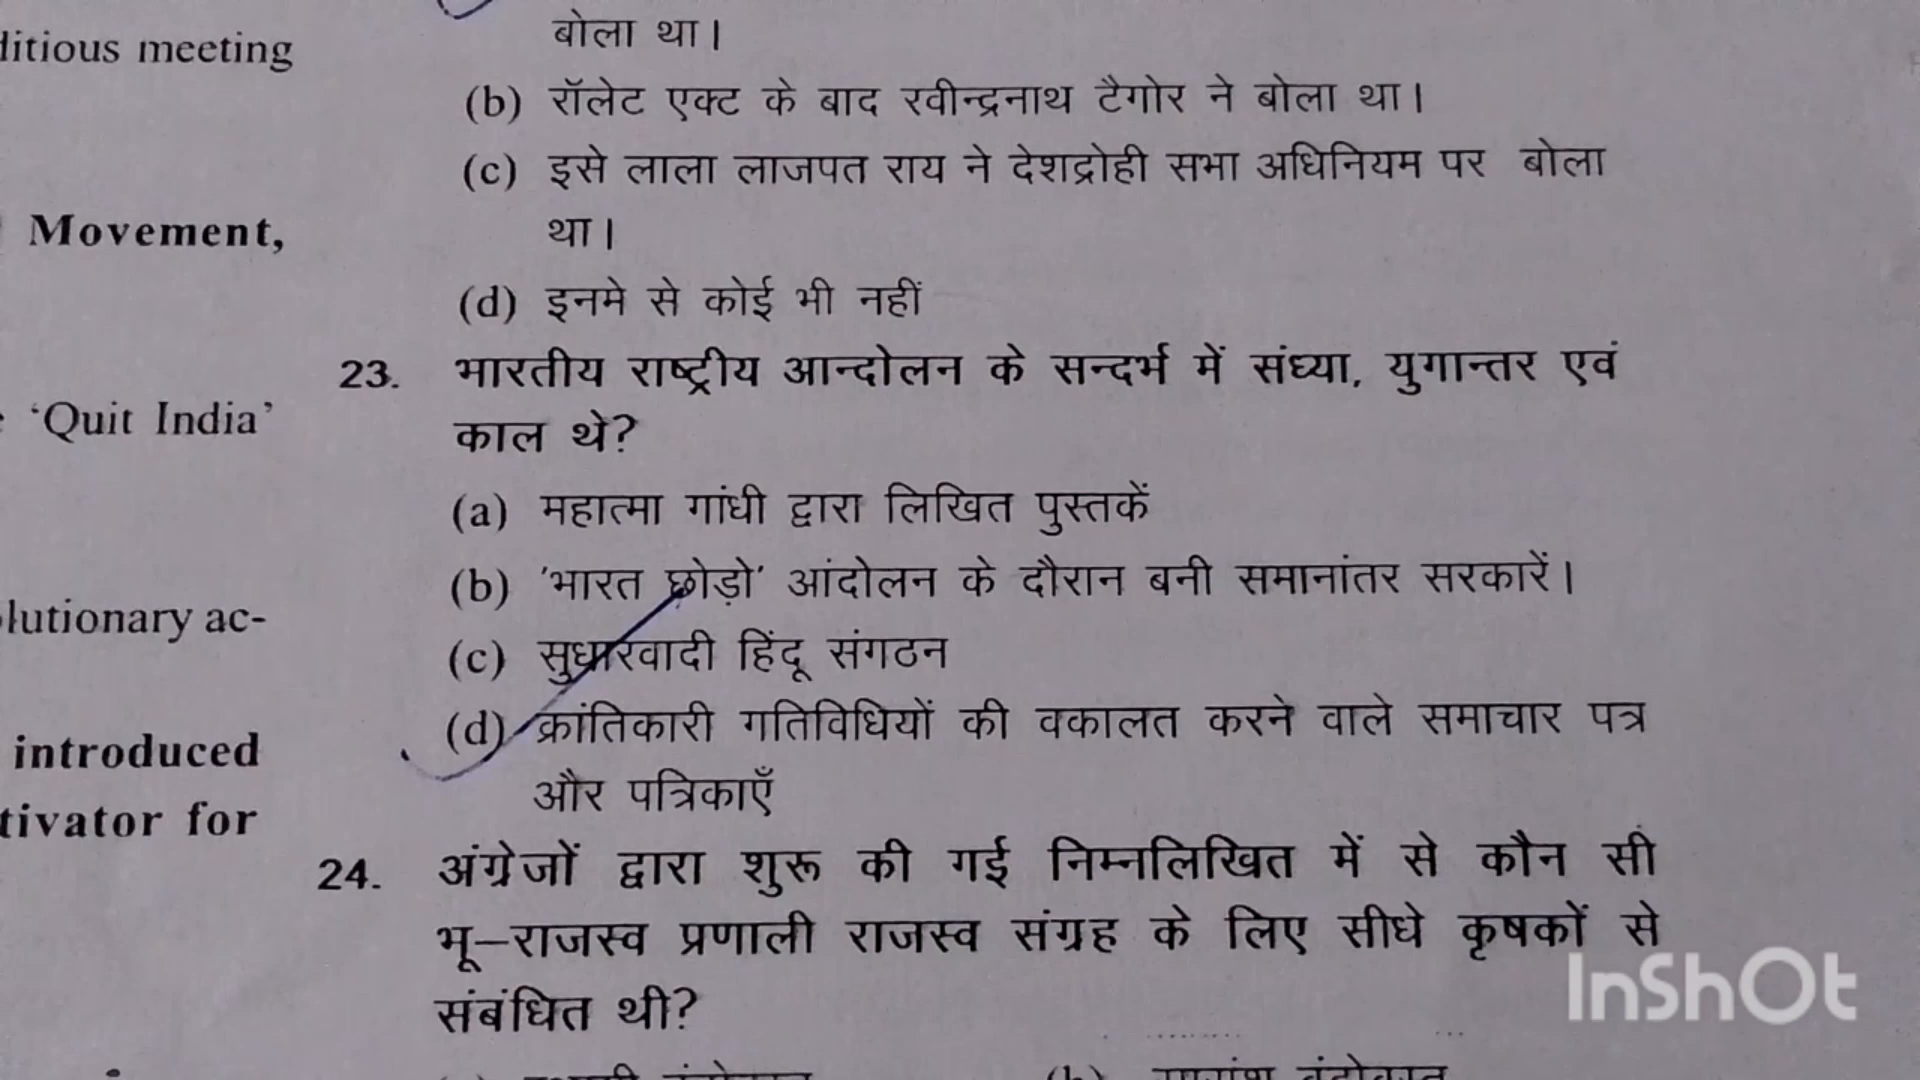 litious meeting
Movement,
'Quit India'
lutionary ac-
introduced
tivator for
बोला था।
(b) रॉलेट एक्ट के बाद रवीन्द्रनाथ टैगोर ने बोला था।
(c) इसे लाला लाजपत राय ने देशद्रोही सभा अधिनियम पर बोला
था।
(d) इनमे से कोई भी नहीं
23. भारतीय राष्ट्रीय आन्दोलन के सन्दर्भ में संध्या, युगान्तर एवं
काल थे?
(a) महात्मा गांधी द्वारा लिखित पुस्तकें
(b) 'भारत छोड़ो' आंदोलन के दौरान बनी समानांतर सरकारें।
(c) सुधारवादी हिंदू संगठन
(d) क्रांतिकारी गतिविधियों की वकालत करने वाले समाचार पत्र
और पत्रिकाएँ
24. अंग्रेजों द्वारा शुरू की गई निम्नलिखित में से कौन सी
भू–राजस्व प्रणाली राजस्व संग्रह के लिए सीधे कृषकों से
संबंधित थी?
InShOt